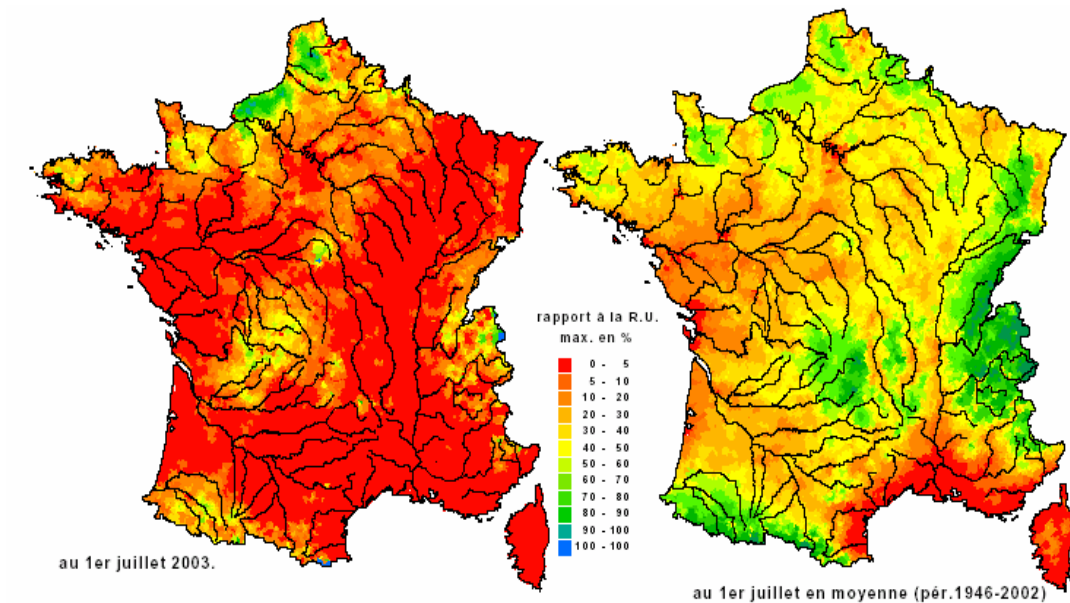 rapport à la R.U.
max. en %
0 - 5
5 - 10
10 - 20
20 - 30
30 - 40
40 - 50
50 - 60
60 - 70
70 - 80
80 - 90
90 - 100
100 - 100
au 1er juillet 2003.
au 1er juillet en moyenne (pér.1946-2002)